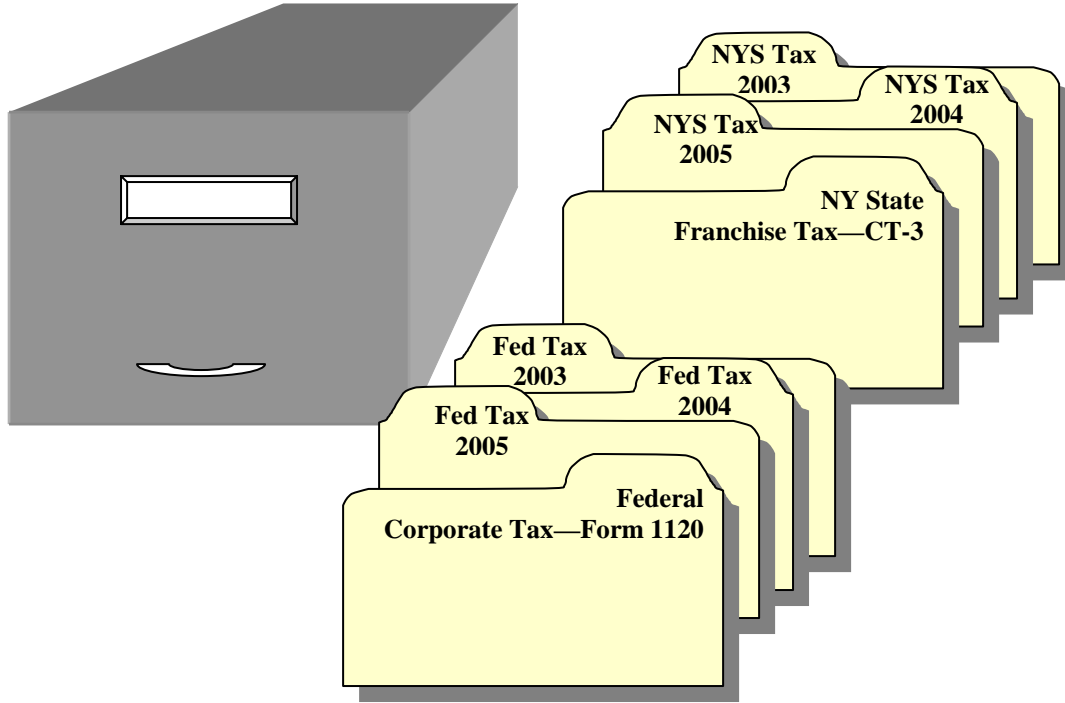 NYS Tax
2003
NYS Tax
2004
NYS Tax
2005
NY State
Franchise Tax—CT-3
Fed Tax
2003
Fed Tax
2004
Fed Tax
2005
Federal
Corporate Tax—Form 1120